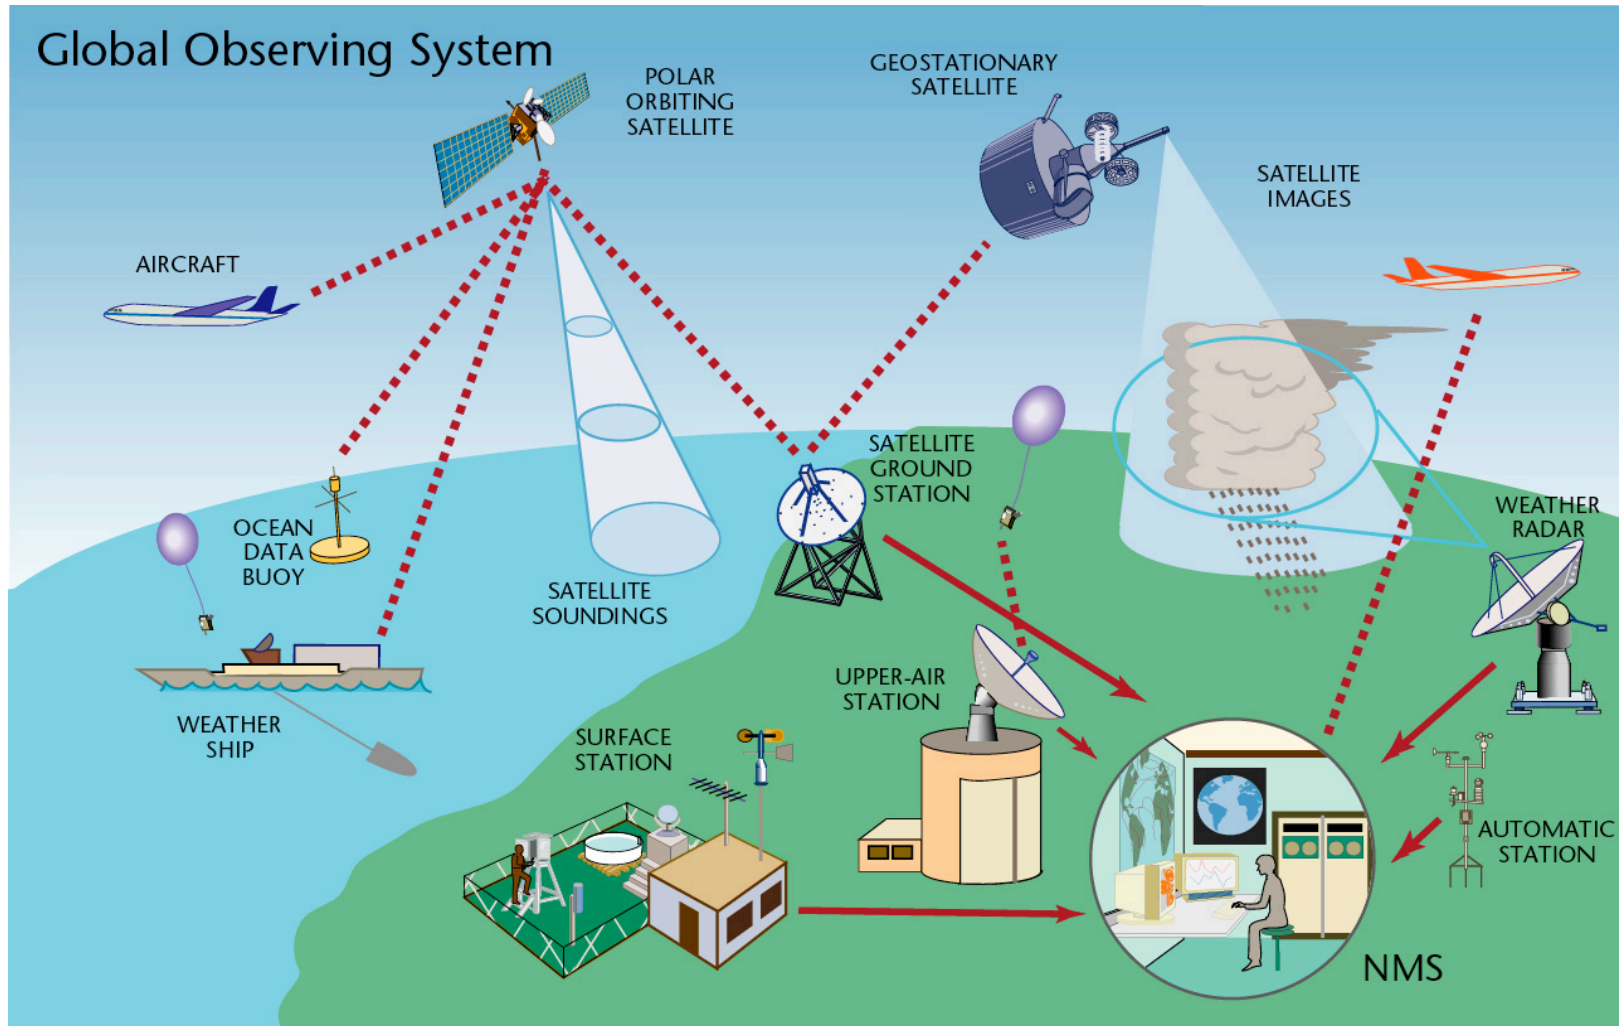 Global Observing System
POLAR
ORBITING
SATELLITE
GEOSTATIONARY
SATELLITE
SATELLITE
IMAGES
AIRCRAFT
SATELLITE
GROUND
STATION
WEATHER
RADAR
OCEAN
DATA
BUOY
SATELLITE
SOUNDINGS
UPPER-AIR
STATION
WEATHER
SHIP
SURFACE
STATION
AUTOMATIC
STATION
NMS